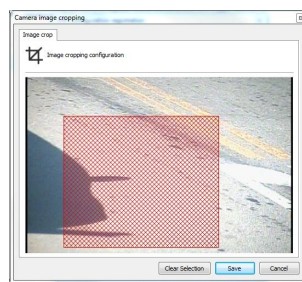 Camera image cropping
Image crop
Image cropping configuration
Clear Selection
Save
Cancel